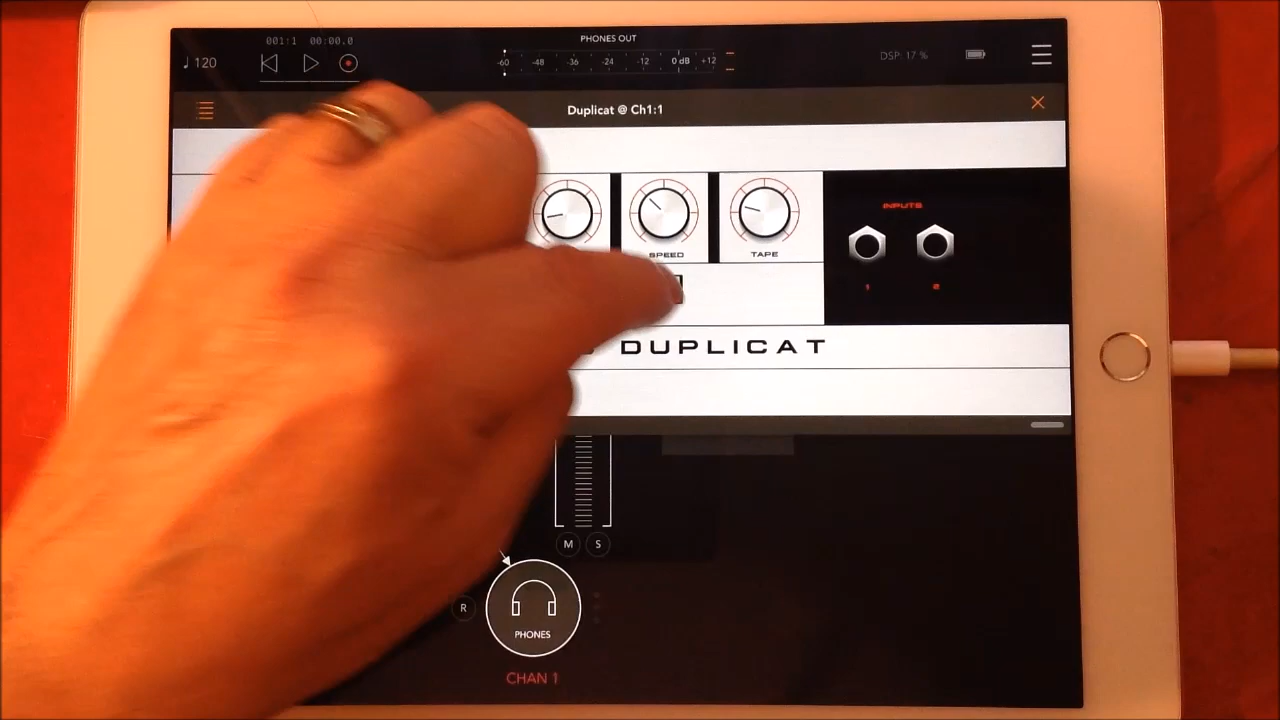 001:1 00:00.0
120
PHONES OUT
-60 -48 -36 -24 -12 0 dB +12
DSP: 17 %
Duplicat @ Ch1:1
SPEED
TAPE
INPUTS
1 2
DUPLICAT
M S
R
PHONES
CHAN 1